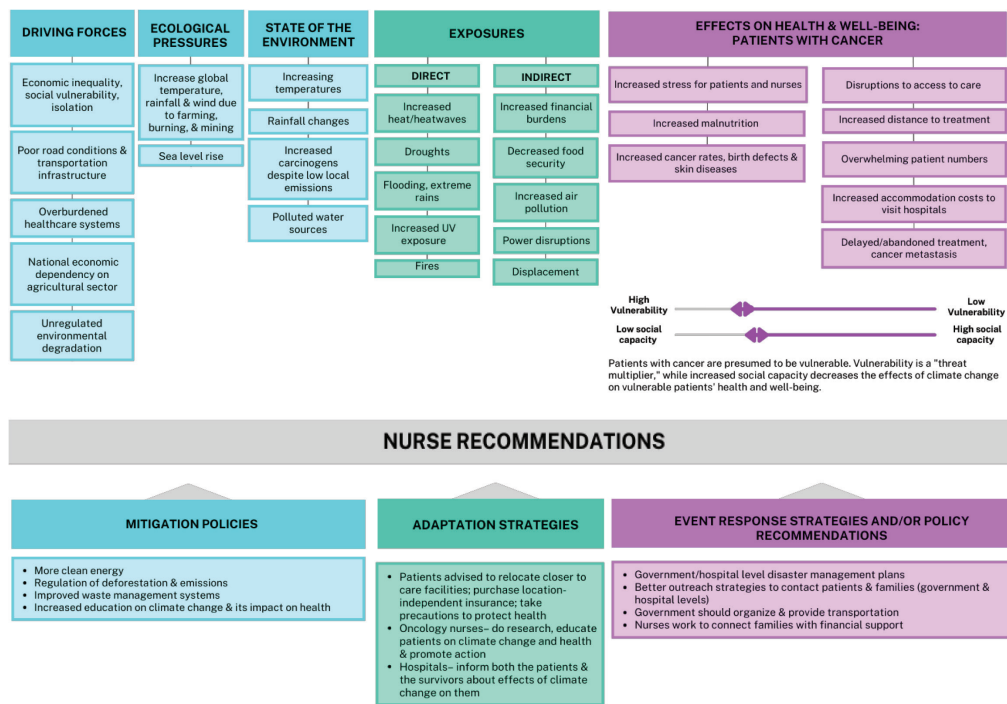 DRIVING FORCES
Economic inequality,
social vulnerability,
isolation
Poor road conditions &
transportation
infrastructure
Overburdened
healthcare systems
National economic
dependency on
agricultural sector
Unregulated
environmental
degradation
ECOLOGICAL
PRESSURES
Increase global
temperature,
rainfall & wind due
to farming,
burning, & mining
Sea level rise
STATE OF THE
ENVIRONMENT
Increasing
temperatures
Rainfall changes
Increased
carcinogens
despite low local
emissions
Polluted water
sources
EXPOSURES
DIRECT
Increased
heat/heatwaves
Droughts
Flooding, extreme
rains
Increased UV
exposure
Fires
INDIRECT
Increased financial
burdens
Decreased food
security
Increased air
pollution
Power disruptions
Displacement
EFFECTS ON HEALTH & WELL-BEING:
PATIENTS WITH CANCER
Increased stress for patients and nurses
Increased malnutrition
Increased cancer rates, birth defects &
skin diseases
Disruptions to access to care
Increased distance to treatment
Overwhelming patient numbers
Increased accommodation costs to
visit hospitals
Delayed/abandoned treatment,
cancer metastasis
High
Vulnerability
Low
Vulnerability
Low social
capacity
High social
capacity
Patients with cancer are presumed to be vulnerable. Vulnerability is a "threat
multiplier," while increased social capacity decreases the effects of climate change
on vulnerable patients' health and well-being.
NURSE RECOMMENDATIONS
MITIGATION POLICIES
• More clean energy
• Regulation of deforestation & emissions
• Improved waste management systems
• Increased education on climate change & its impact on health
ADAPTATION STRATEGIES
• Patients advised to relocate closer to
care facilities; purchase location-
independent insurance; take
precautions to protect health
• Oncology nurses– do research, educate
patients on climate change and health
& promote action
• Hospitals– inform both the patients &
the survivors about effects of climate
change on them
EVENT RESPONSE STRATEGIES AND/OR POLICY
RECOMMENDATIONS
• Government/hospital level disaster management plans
• Better outreach strategies to contact patients & families (government &
hospital levels)
• Government should organize & provide transportation
• Nurses work to connect families with financial support